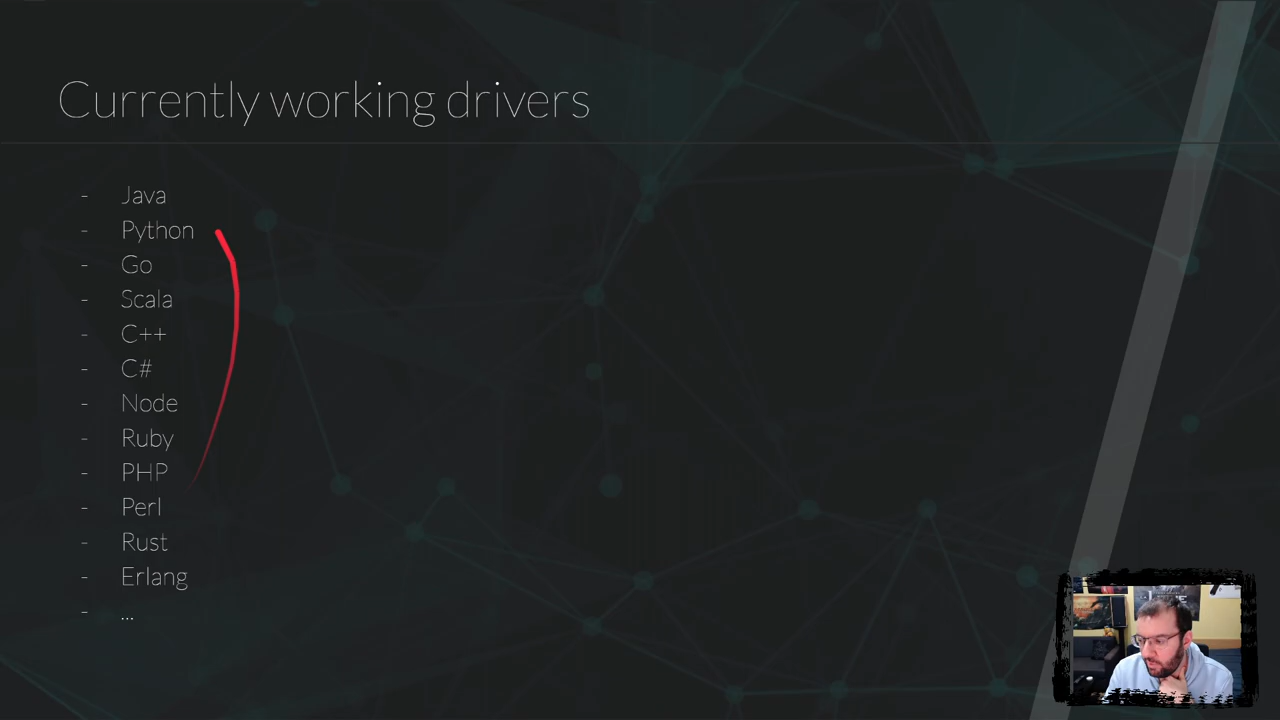 Currently working drivers
- Java
- Python
- Go
- Scala
- C++
- C#
- Node
- Ruby
- PHP
- Perl
- Rust
- Erlang
- ...